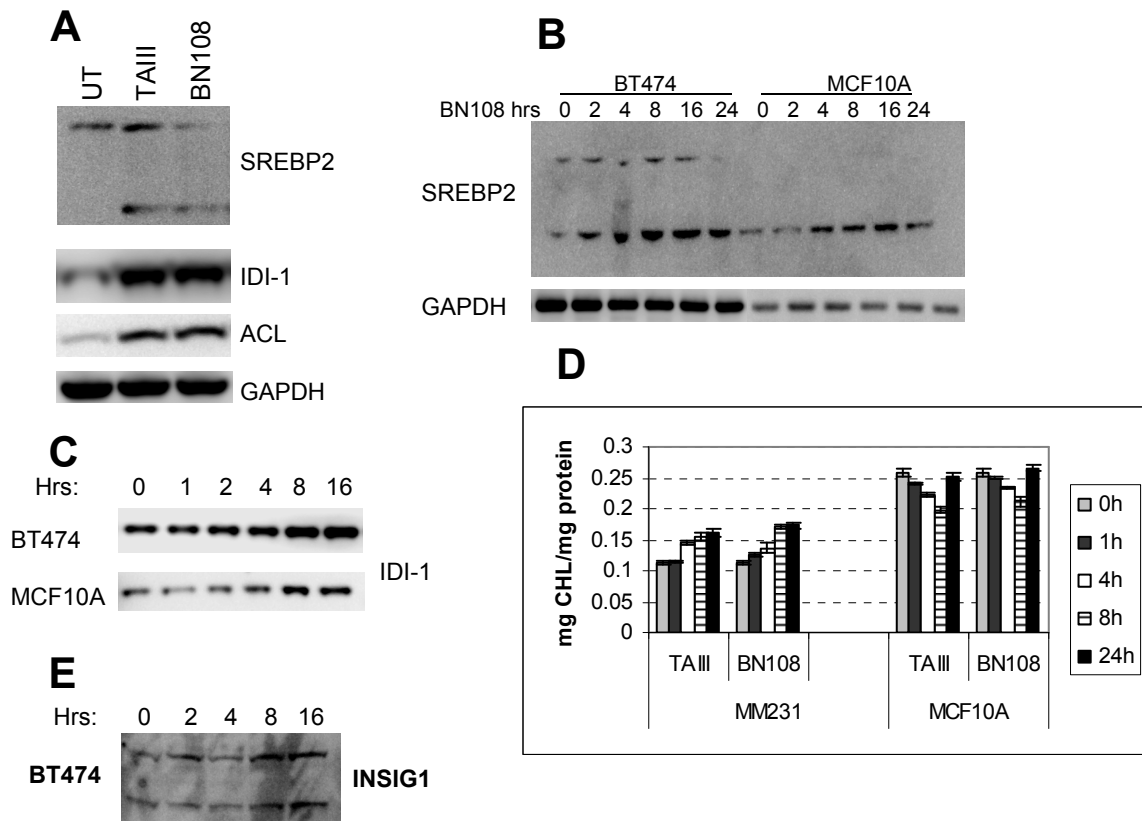 A
UT
TAIII
BN108
SREBP2
IDI-1
ACL
GAPDH
B
BT474 MCF10A
BN108 hrs 0 2 4 8 16 24 0 2 4 8 16 24
SREBP2
GAPDH
C
Hrs: 0 1 2 4 8 16
BT474
MCF10A
IDI-1
D
mg CHL/mg protein
0.3
0.25
0.2
0.15
0.1
0.05
0
TAIII BN108 TAIII BN108
MM231 MCF10A
0h
1h
4h
8h
24h
E
Hrs: 0 2 4 8 16
BT474 INSIG1